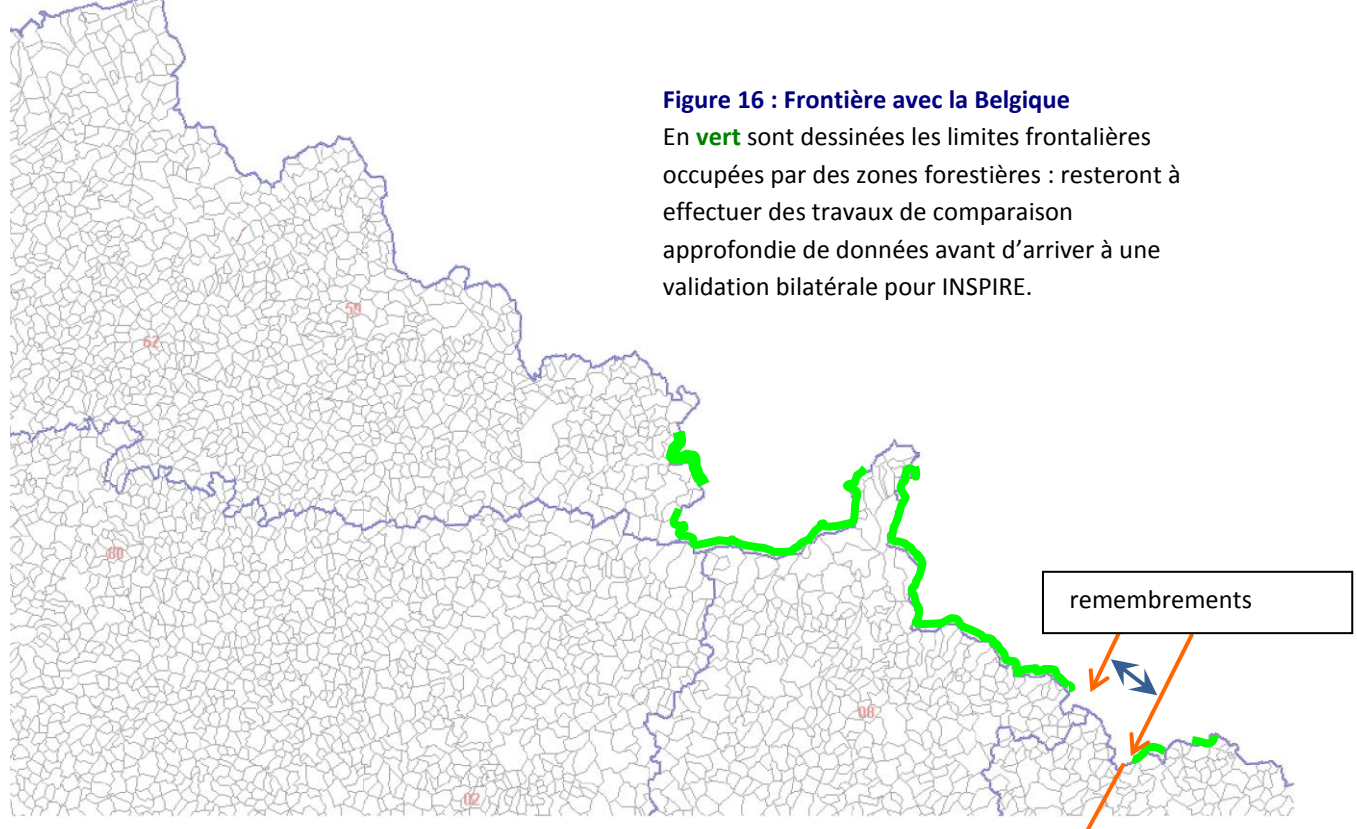 Figure 16 : Frontière avec la Belgique
En vert sont dessinées les limites frontalières
occupées par des zones forestières : resteront à
effectuer des travaux de comparaison
approfondie de données avant d’arriver à une
validation bilatérale pour INSPIRE.
59
62
80
remembrements
08
02